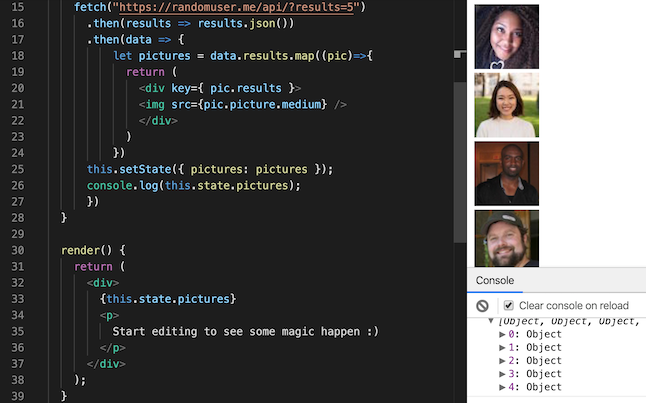 15 fetch("https://randomuser.me/api/?results=5")
16 .then(results => results.json())
17 .then(data => {
18 let pictures = data.results.map((pic)=>{
19 return (
20 <div key={ pic.results }>
21 <img src={pic.picture.medium} />
22 </div>
23 )
24 })
25 this.setState({ pictures: pictures });
26 console.log(this.state.pictures);
27 })
28 }
29
30 render() {
31 return (
32 <div>
33 {this.state.pictures}
34 <p>
35 Start editing to see some magic happen :)
36 </p>
37 </div>
38 );
39 }
Console
Clear console on reload
[Object, Object, Object,
0: Object
1: Object
2: Object
3: Object
4: Object